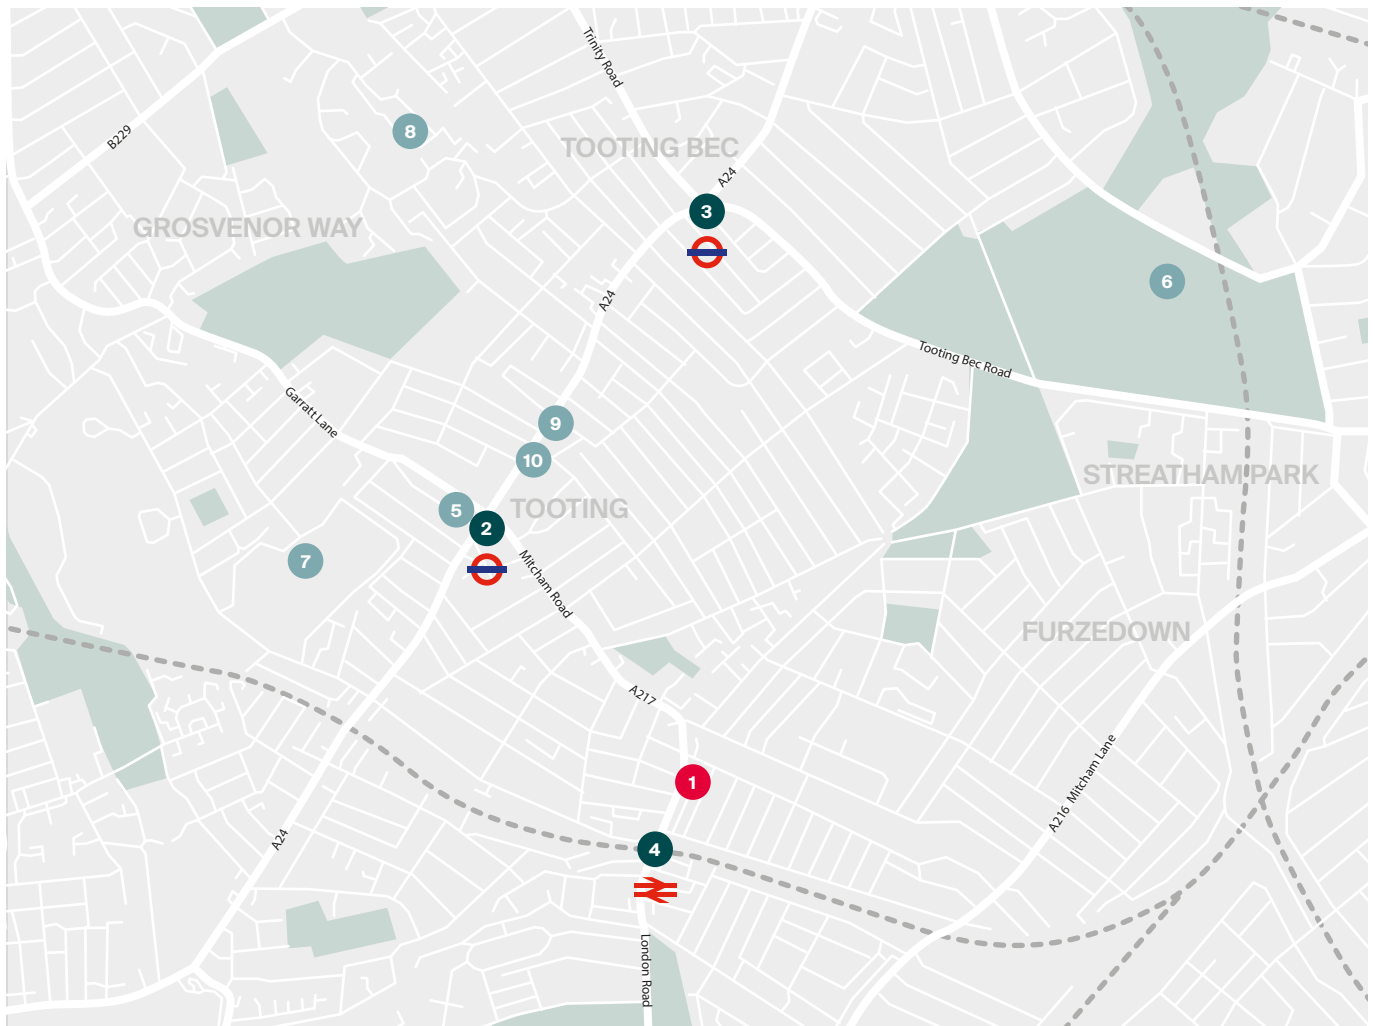 Trinity Road
B229
8
TOOTING BEC
A24
3
GROSVENOR WAY
6
A24
Tooting Bec Road
Garratt Lane
9
10
STREATHAM PARK
5
TOOTING
2
7
Mitcham Road
FURZEDOWN
A217
1
A216 Mitcham Lane
A24
4
London Road